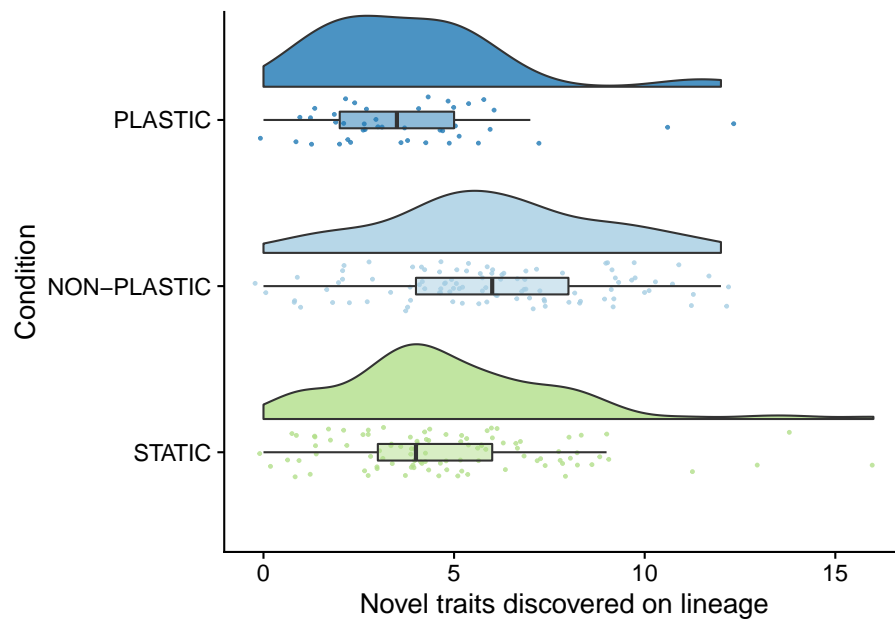 PLASTIC
NON−PLASTIC
STATIC
Condition
0 5 10 15
Novel traits discovered on lineage